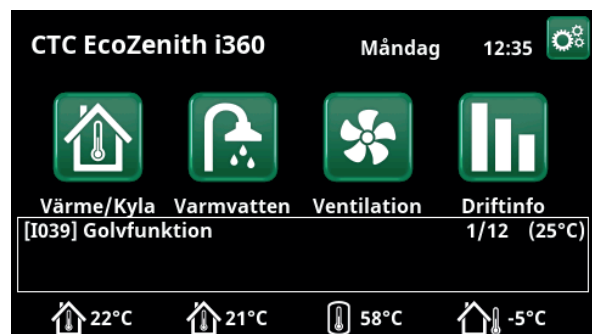 CTC EcoZenith i360 Måndag 12:35
Värme/Kyla Varmvatten Ventilation Driftinfo
[I039] Golvfunktion 1/12 (25°C)
22°C 21°C 58°C -5°C